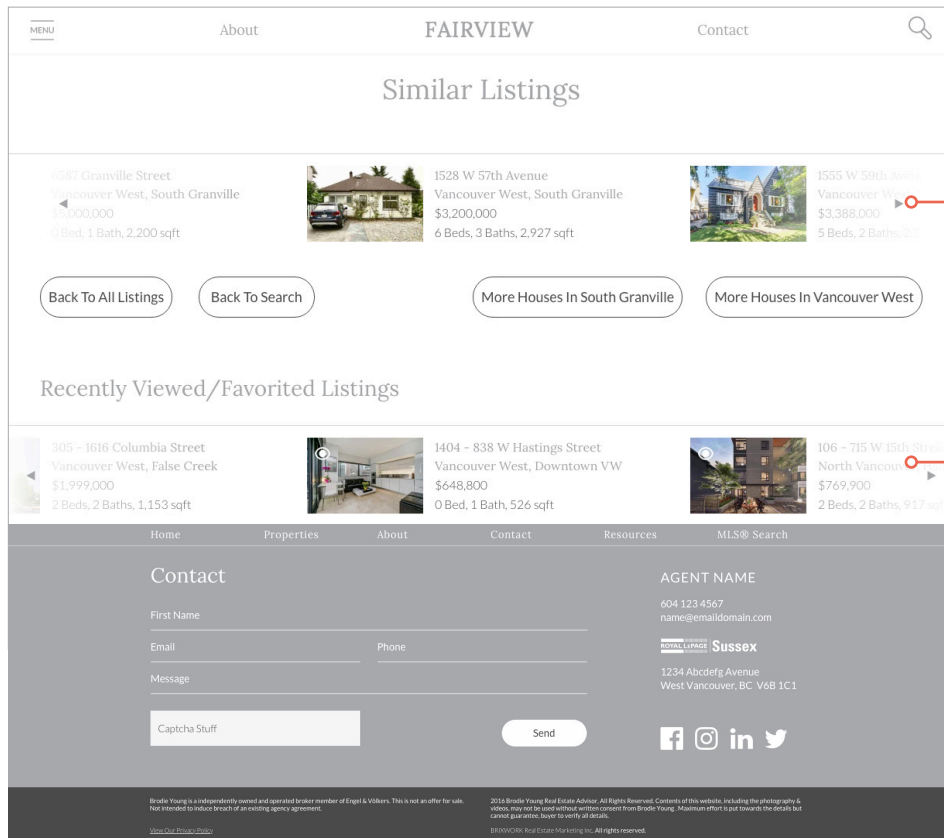 MENU
About
FAIRVIEW
Contact
Similar Listings
6587 Granville Street
Vancouver West, South Granville
$5,000,000
0 Bed, 1 Bath, 2,200 sqft
1528 W 57th Avenue
Vancouver West, South Granville
$3,200,000
6 Beds, 3 Baths, 2,927 sqft
1555 W 59th
Vancouver
$3,388,000
5 Beds, 2 Baths,
Back To All Listings
Back To Search
More Houses In South Granville
More Houses In Vancouver West
Recently Viewed/Favorited Listings
305 - 1616 Columbia Street
Vancouver West, False Creek
$1,999,000
2 Beds, 2 Baths, 1,153 sqft
1404 - 838 W Hastings Street
Vancouver West, Downtown VW
$648,800
0 Bed, 1 Bath, 526 sqft
106 - 715 W 15th Street
North Vancouver
$769,900
2 Beds, 2 Baths, 917 sqft
Home Properties About Contact Resources MLS® Search
Contact
First Name
Email
Phone
Message
Captcha Stuff
Send
AGENT NAME
604 123 4567
name@emaildomain.com
ROYAL LEPAGE Sussex
1234 Abcdefg Avenue
West Vancouver, BC V6B 1C1
Brodie Young is a independently owned and operated broker member of Engel & Völkers. This is not an offer for sale.
Not intended to induce breach of an existing agency agreement.
View Our Privacy Policy
2016 Brodie Young Real Estate Advisor, All Rights Reserved. Contents of this website, including the photography &
videos, may not be used without written consent from Brodie Young . Maximum effort is put towards the details but
cannot guarantee, buyer to verify all details.
BRIXWORK Real Estate Marketing Inc. All rights reserved.